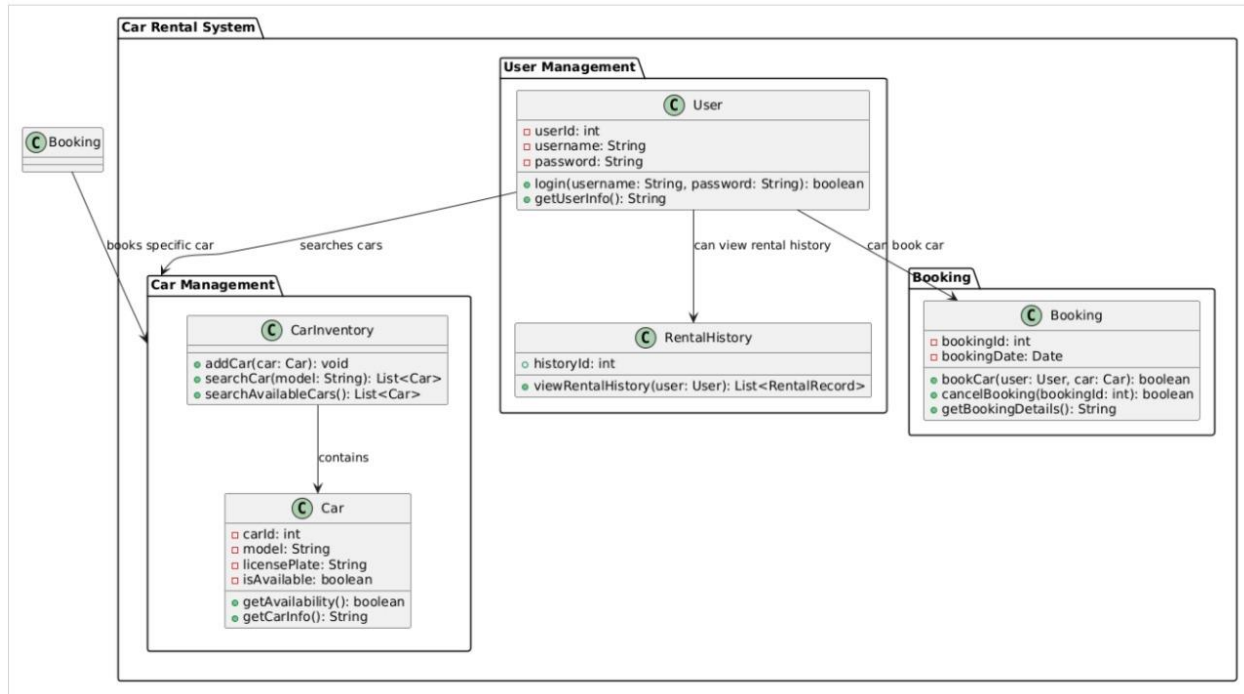 Car Rental System
User Management
C User
userId: int
username: String
password: String
login(username: String, password: String): boolean
getUserInfo(): String
C Booking
books specific car
searches cars
can view rental history
can book car
Car Management
C CarInventory
addCar(car: Car): void
searchCar(model: String): List<Car>
searchAvailableCars(): List<Car>
contains
C Car
carId: int
model: String
licensePlate: String
isAvailable: boolean
getAvailability(): boolean
getCarInfo(): String
C RentalHistory
historyId: int
viewRentalHistory(user: User): List<RentalRecord>
Booking
C Booking
bookingId: int
bookingDate: Date
bookCar(user: User, car: Car): boolean
cancelBooking(bookingId: int): boolean
getBookingDetails(): String